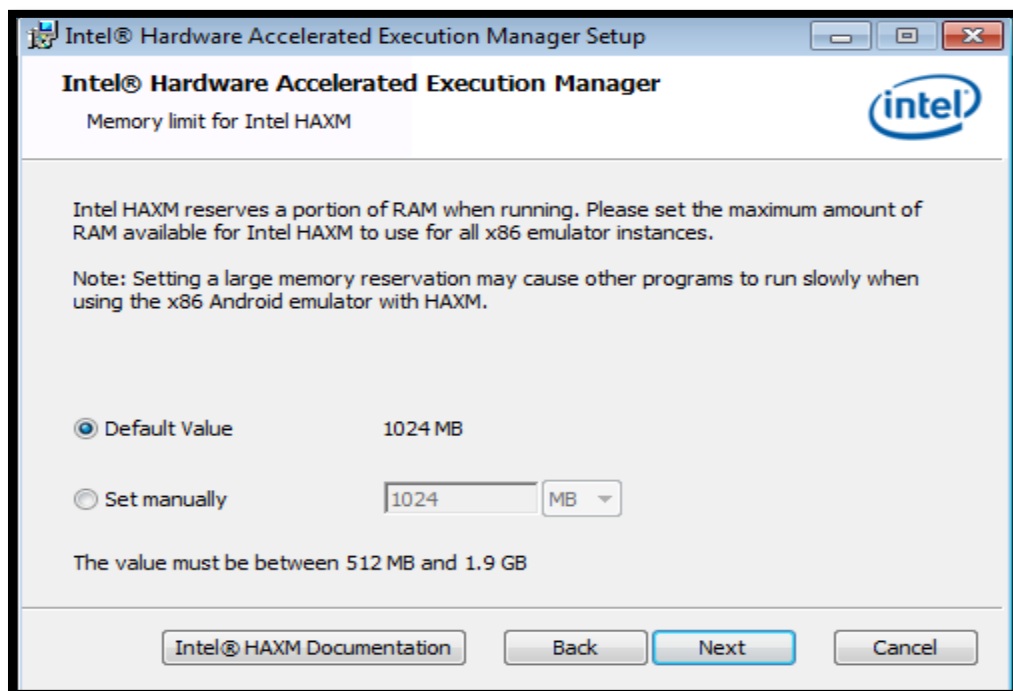 Intel® Hardware Accelerated Execution Manager Setup
Intel® Hardware Accelerated Execution Manager
Memory limit for Intel HAXM
intel
Intel HAXM reserves a portion of RAM when running. Please set the maximum amount of
RAM available for Intel HAXM to use for all x86 emulator instances.
Note: Setting a large memory reservation may cause other programs to run slowly when
using the x86 Android emulator with HAXM.
Default Value 1024 MB
Set manually 1024 MB
The value must be between 512 MB and 1.9 GB
Intel® HAXM Documentation Back Next Cancel